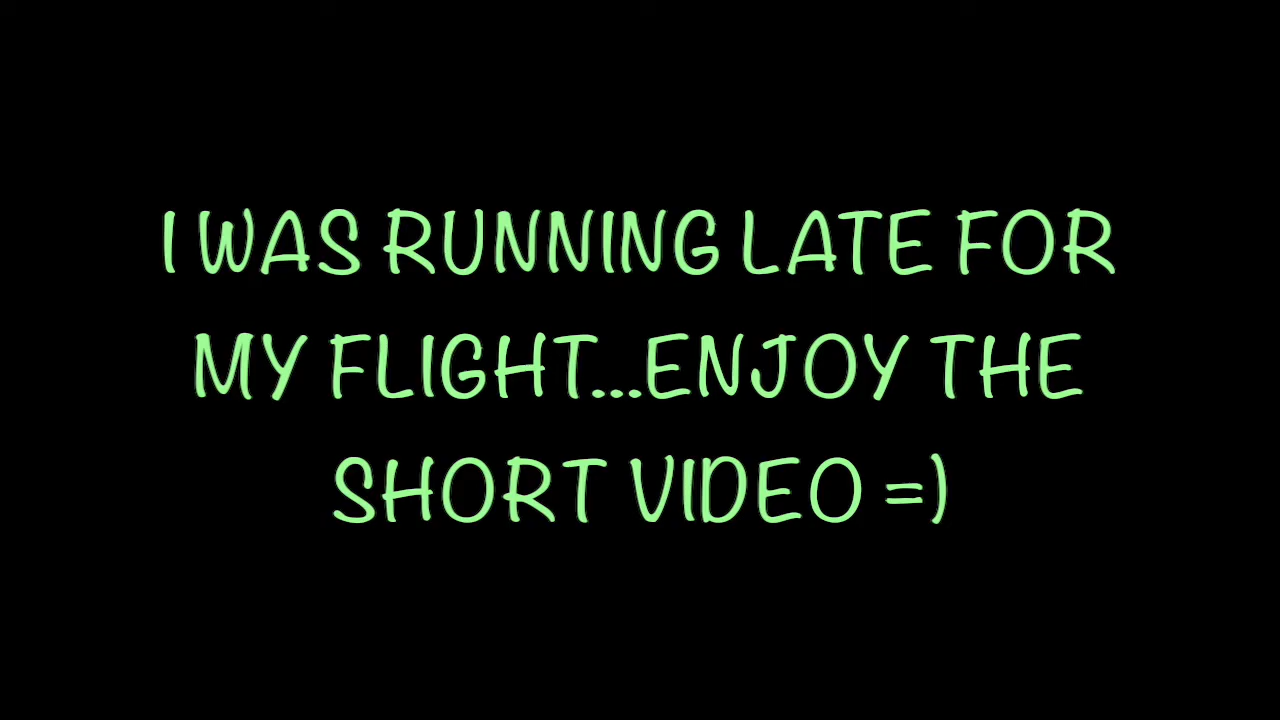 I WAS RUNNING LATE FOR
MY FLIGHT...ENJOY THE
SHORT VIDEO =)